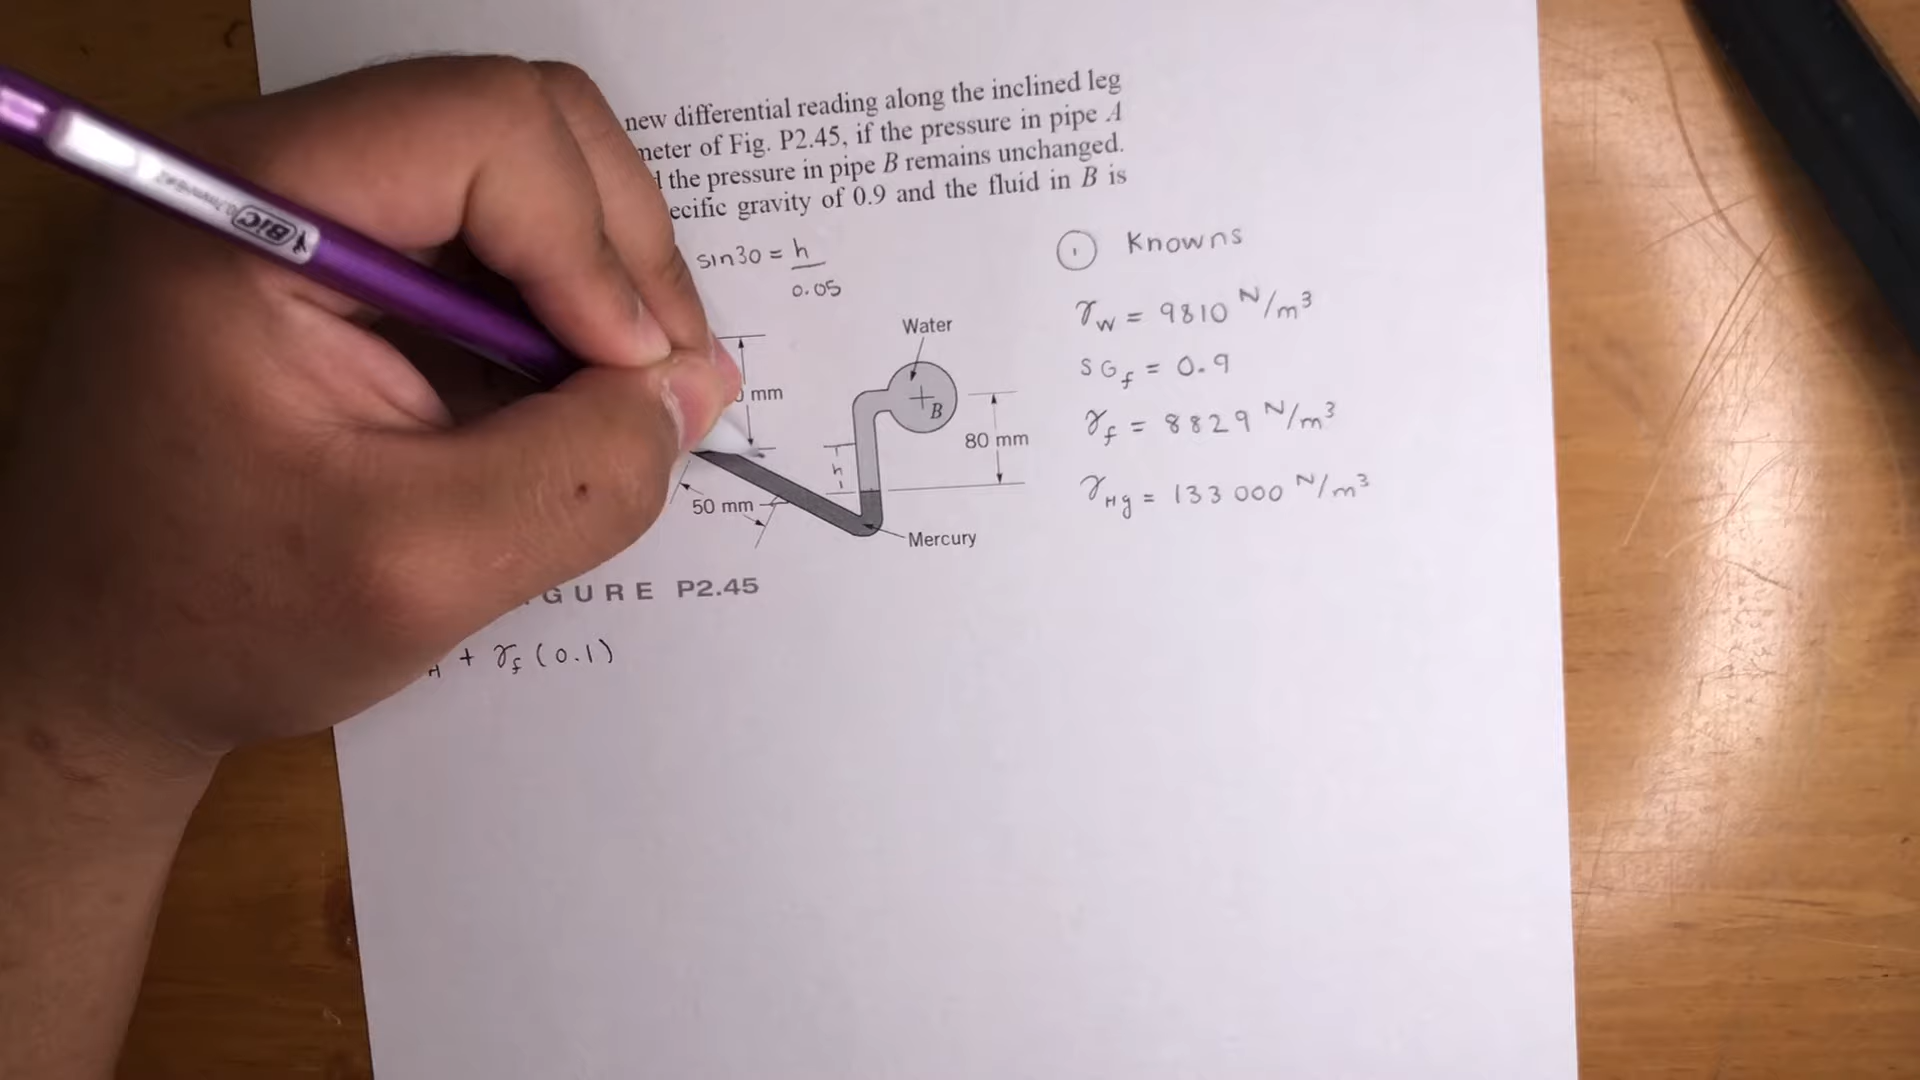 new differential reading along the inclined leg
of Fig. P2.45, if the pressure in pipe A
the pressure in pipe B remains unchanged.
gravity of 0.9 and the fluid in B is
sin30 = h
0.05
① Knowns
γw = 9810 N/m³
SGf = 0.9
γf = 8829 N/m³
γHg = 133 000 N/m³
Water
mm
B
80 mm
h
50 mm
Mercury
P2.45
+ γf (0.1)
BIC